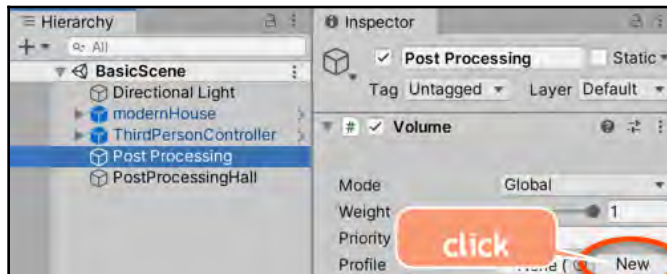 Hierarchy
All
BasicScene
Directional Light
modernHouse
ThirdPersonController
Post Processing
PostProcessingHall
Inspector
Post Processing Static
Tag Untagged Layer Default
# Volume
Mode Global
Weight 1
Priority
click
Profile New